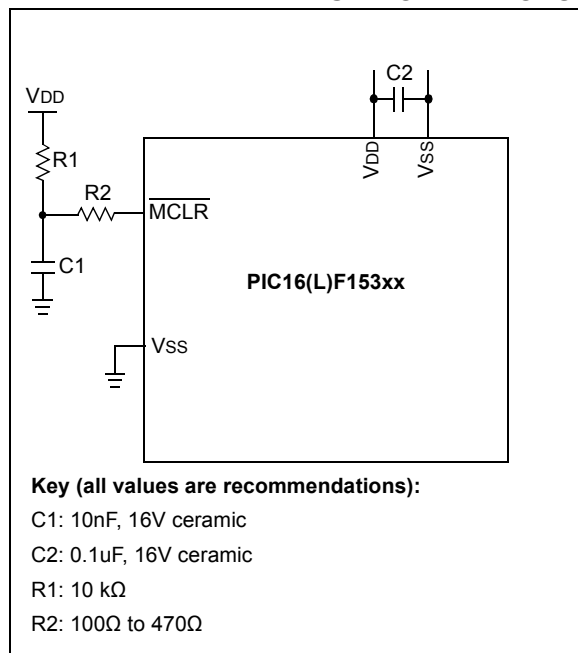 C2
VDD
VDD
VSS
R1
R2
MCLR
C1
PIC16(L)F153xx
VSS
Key (all values are recommendations):
C1: 10nF, 16V ceramic
C2: 0.1uF, 16V ceramic
R1: 10 kΩ
R2: 100Ω to 470Ω